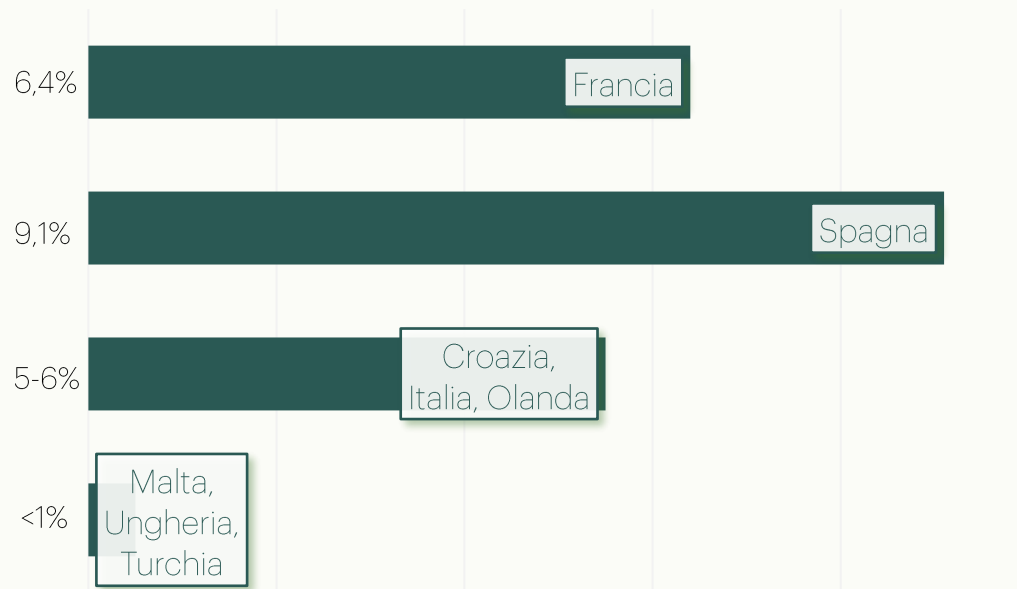 6,4%
Francia
9,1%
Spagna
5-6%
Croazia,
Italia, Olanda
<1%
Malta,
Ungheria,
Turchia